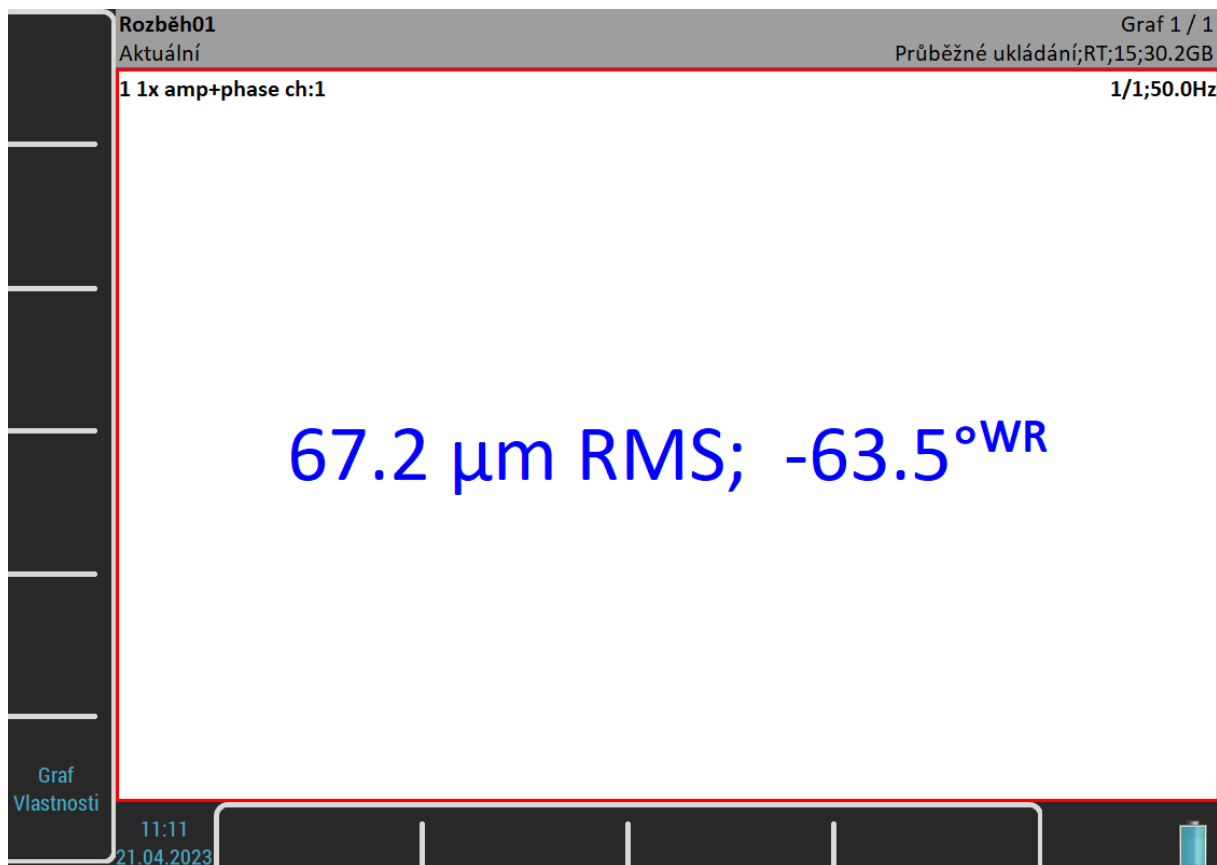 Rozběh01
Graf 1 / 1
Aktuální
Průběžné ukládání;RT;15;30.2GB
1 1x amp+phase ch:1
1/1;50.0Hz
67.2 µm RMS; -63.5°WR
Graf
Vlastnosti
11:11
21.04.2023